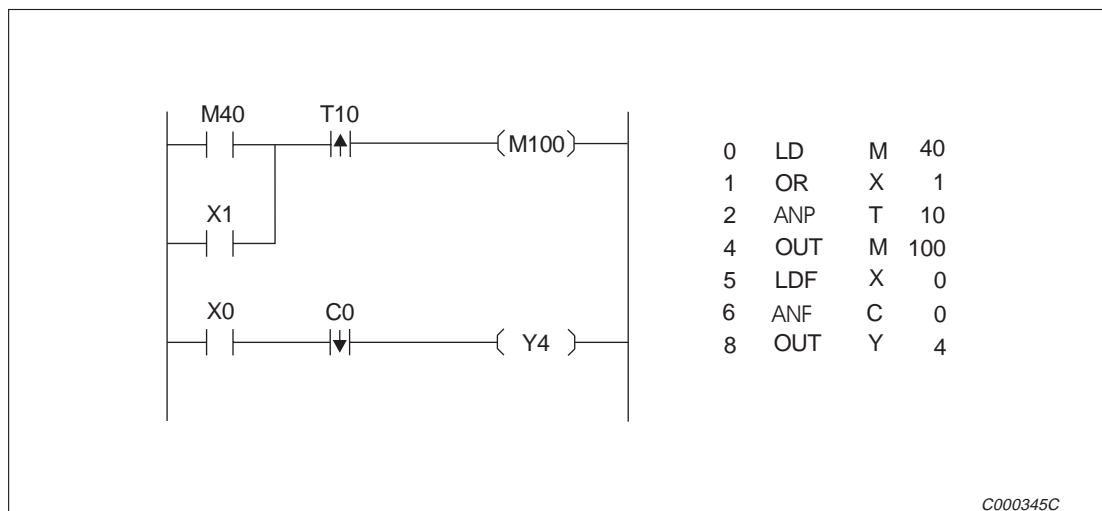 M40 T10
(M100)
X1
X0 C0
( Y4 )
0 LD M 40
1 OR X 1
2 ANP T 10
4 OUT M 100
5 LDF X 0
6 ANF C 0
8 OUT Y 4
C000345C